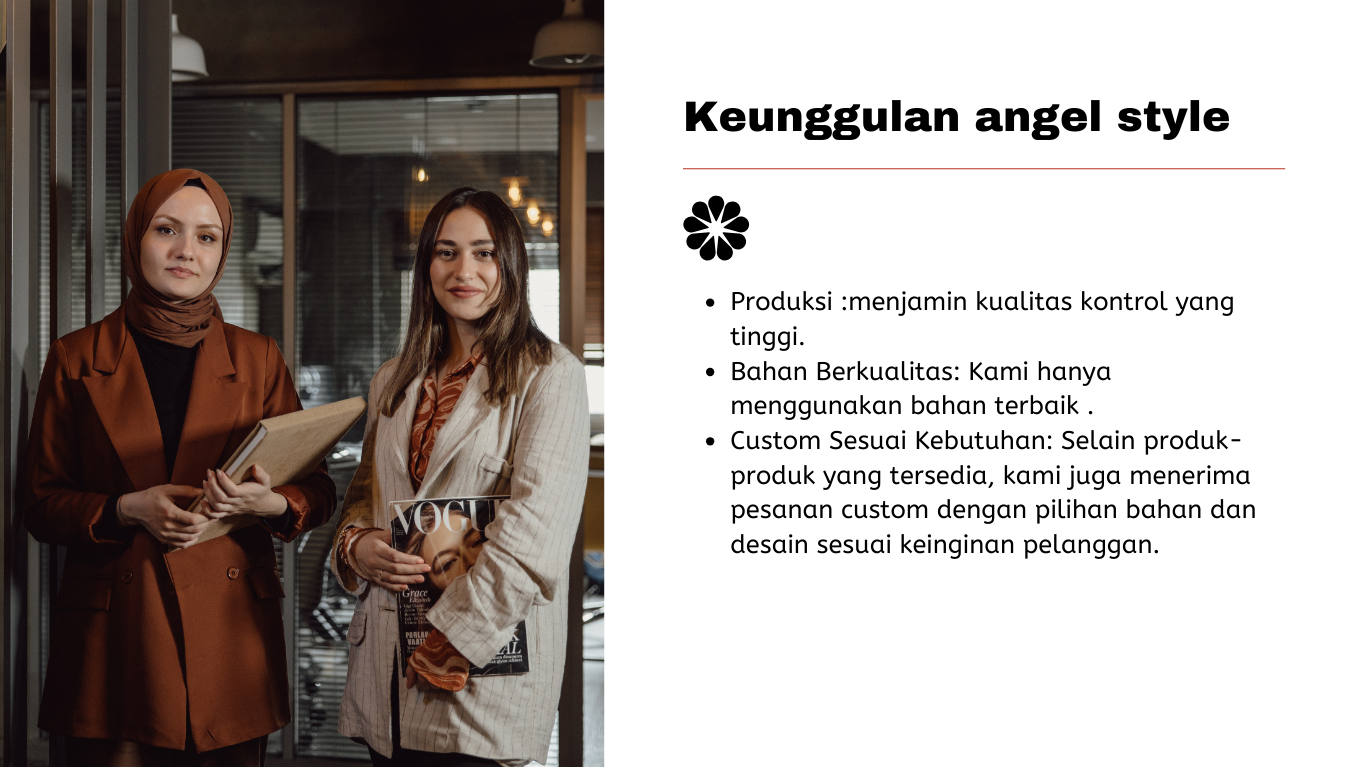 Keunggulan angel style
Produksi :menjamin kualitas kontrol yang
tinggi.
Bahan Berkualitas: Kami hanya
menggunakan bahan terbaik .
Custom Sesuai Kebutuhan: Selain produk-
produk yang tersedia, kami juga menerima
pesanan custom dengan pilihan bahan dan
desain sesuai keinginan pelanggan.
VOGU
Grace
Elizabeth